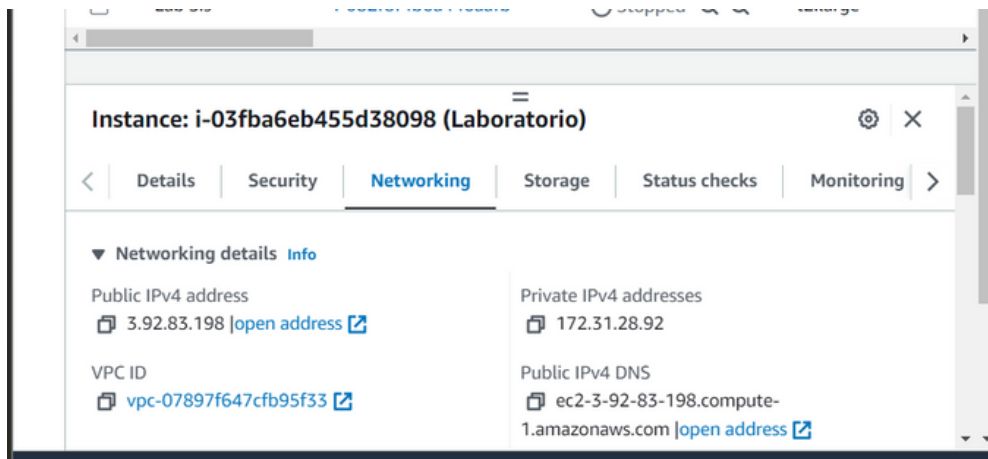 Instance: i-03fba6eb455d38098 (Laboratorio)
Details Security Networking Storage Status checks Monitoring
Networking details Info
Public IPv4 address
3.92.83.198 |open address
Private IPv4 addresses
172.31.28.92
VPC ID
vpc-07897f647cfb95f33
Public IPv4 DNS
ec2-3-92-83-198.compute-
1.amazonaws.com |open address